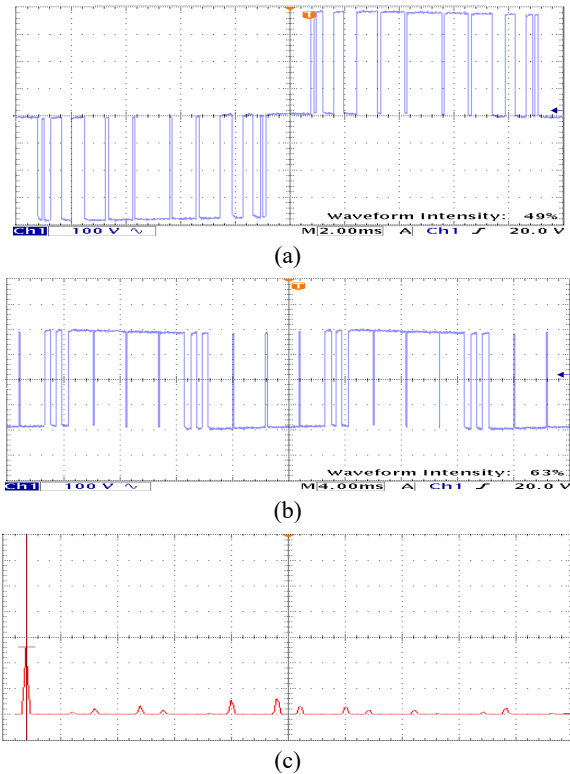 T
Waveform Intensity: 49%
Ch1 100 V ∿ M 2.00ms A Ch1 ∫ 20.0 V
(a)
T
Waveform Intensity: 63%
Ch1 100 V ∿ M 4.00ms A Ch1 ∫ 20.0 V
(b)
(c)